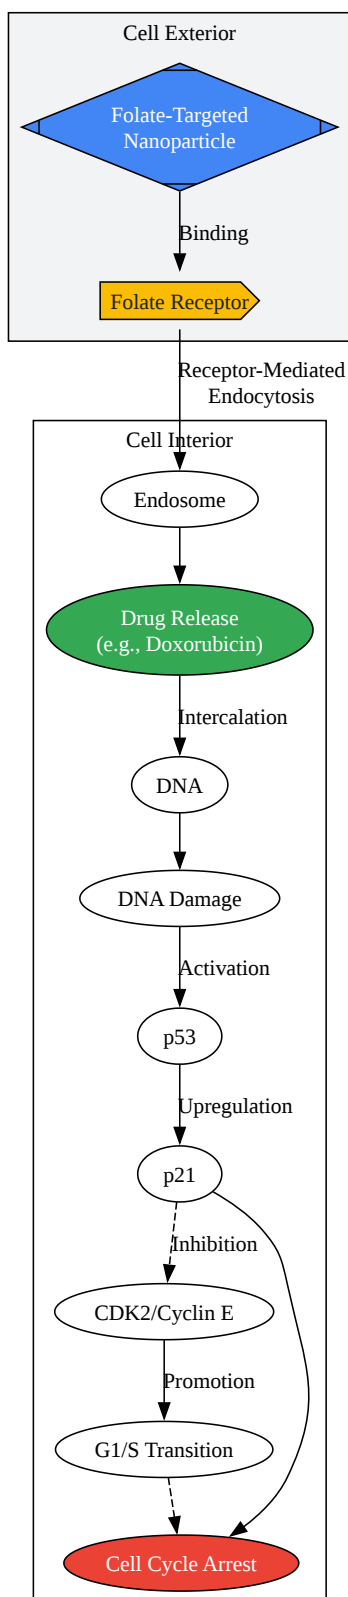 Cell Exterior
Folate-Targeted
Nanoparticle
Binding
Folate Receptor
Receptor-Mediated
Endocytosis
Cell Interior
Endosome
Drug Release
(e.g., Doxorubicin)
Intercalation
DNA
DNA Damage
Activation
p53
Upregulation
p21
Inhibition
CDK2/Cyclin E
Promotion
G1/S Transition
Cell Cycle Arrest